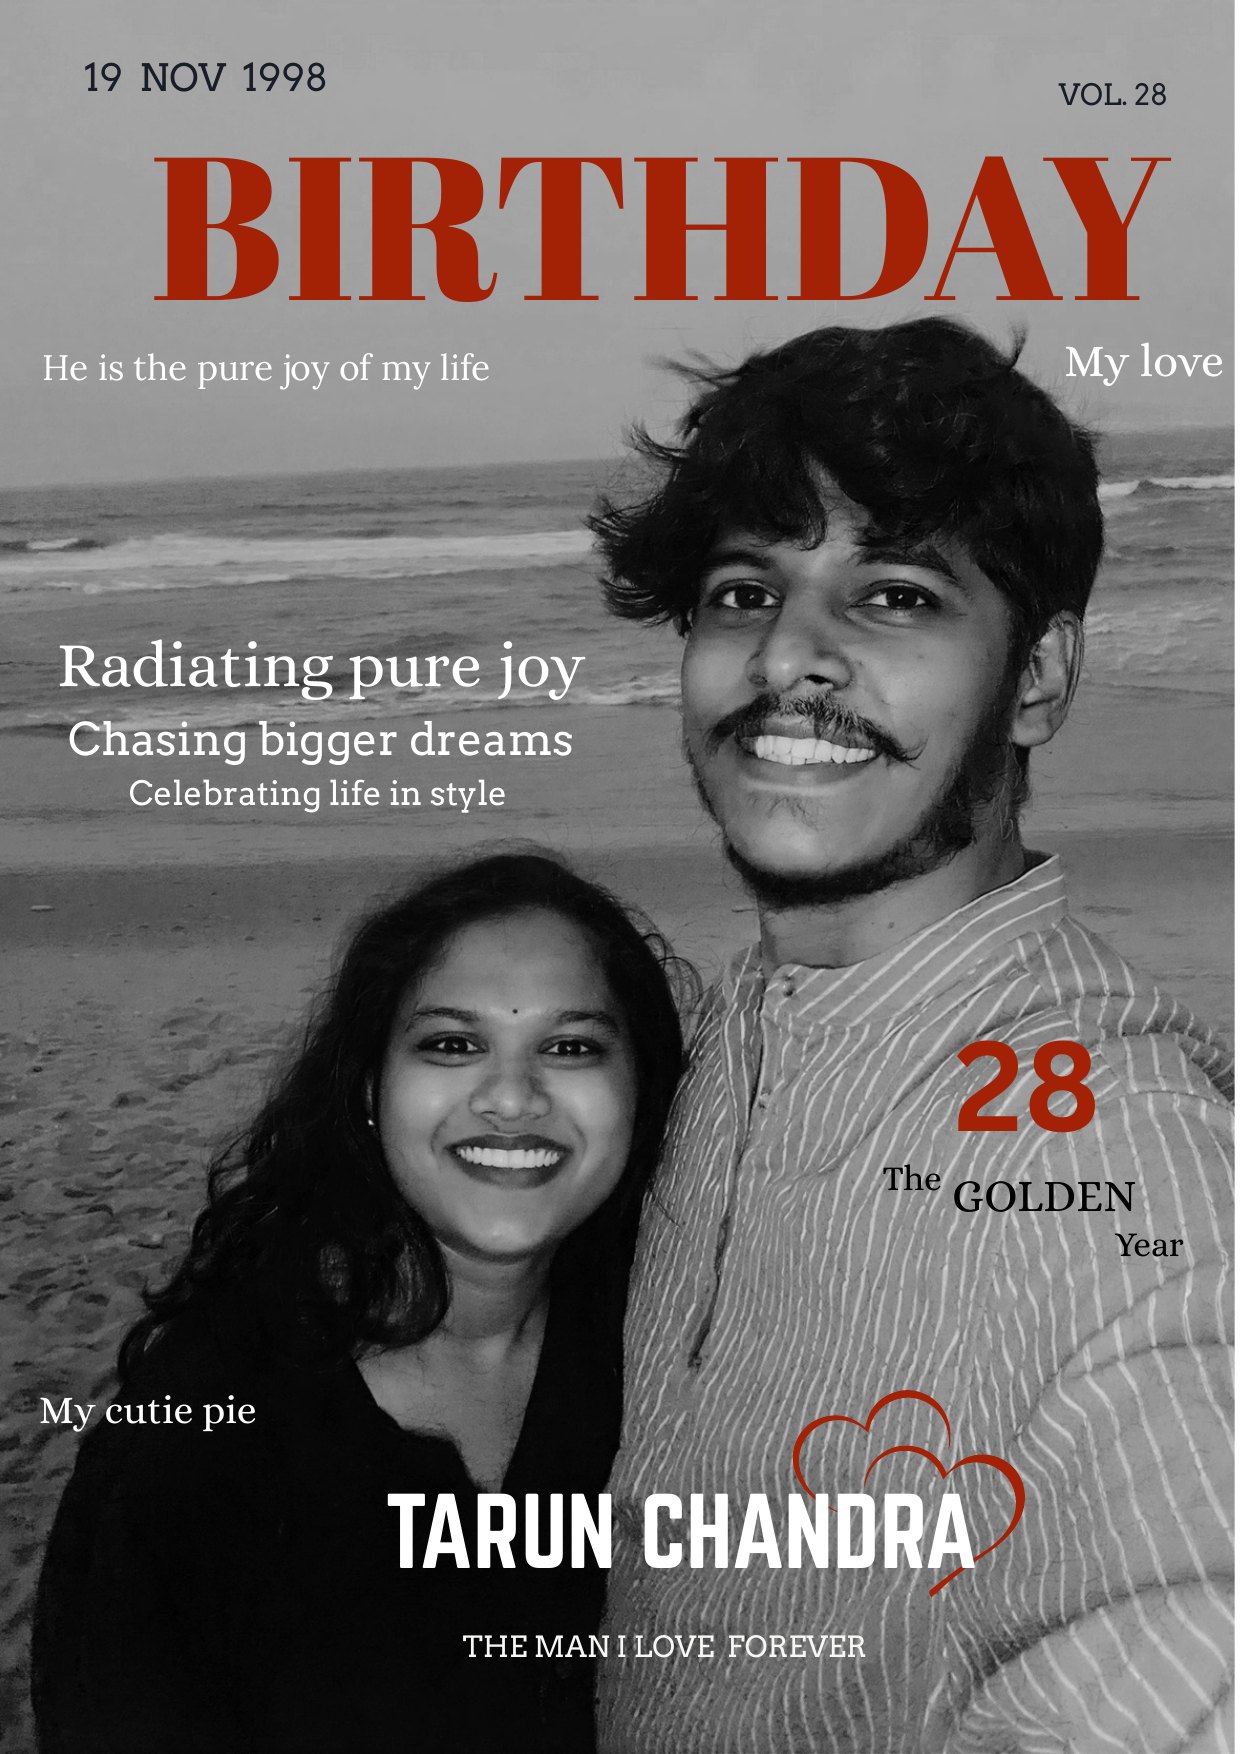 19 NOV 1998
VOL. 28
BIRTHDAY
He is the pure joy of my life
My love
Radiating pure joy
Chasing bigger dreams
Celebrating life in style
28
The
GOLDEN
Year
My cutie pie
TARUN CHANDRA
THE MAN I LOVE FOREVER